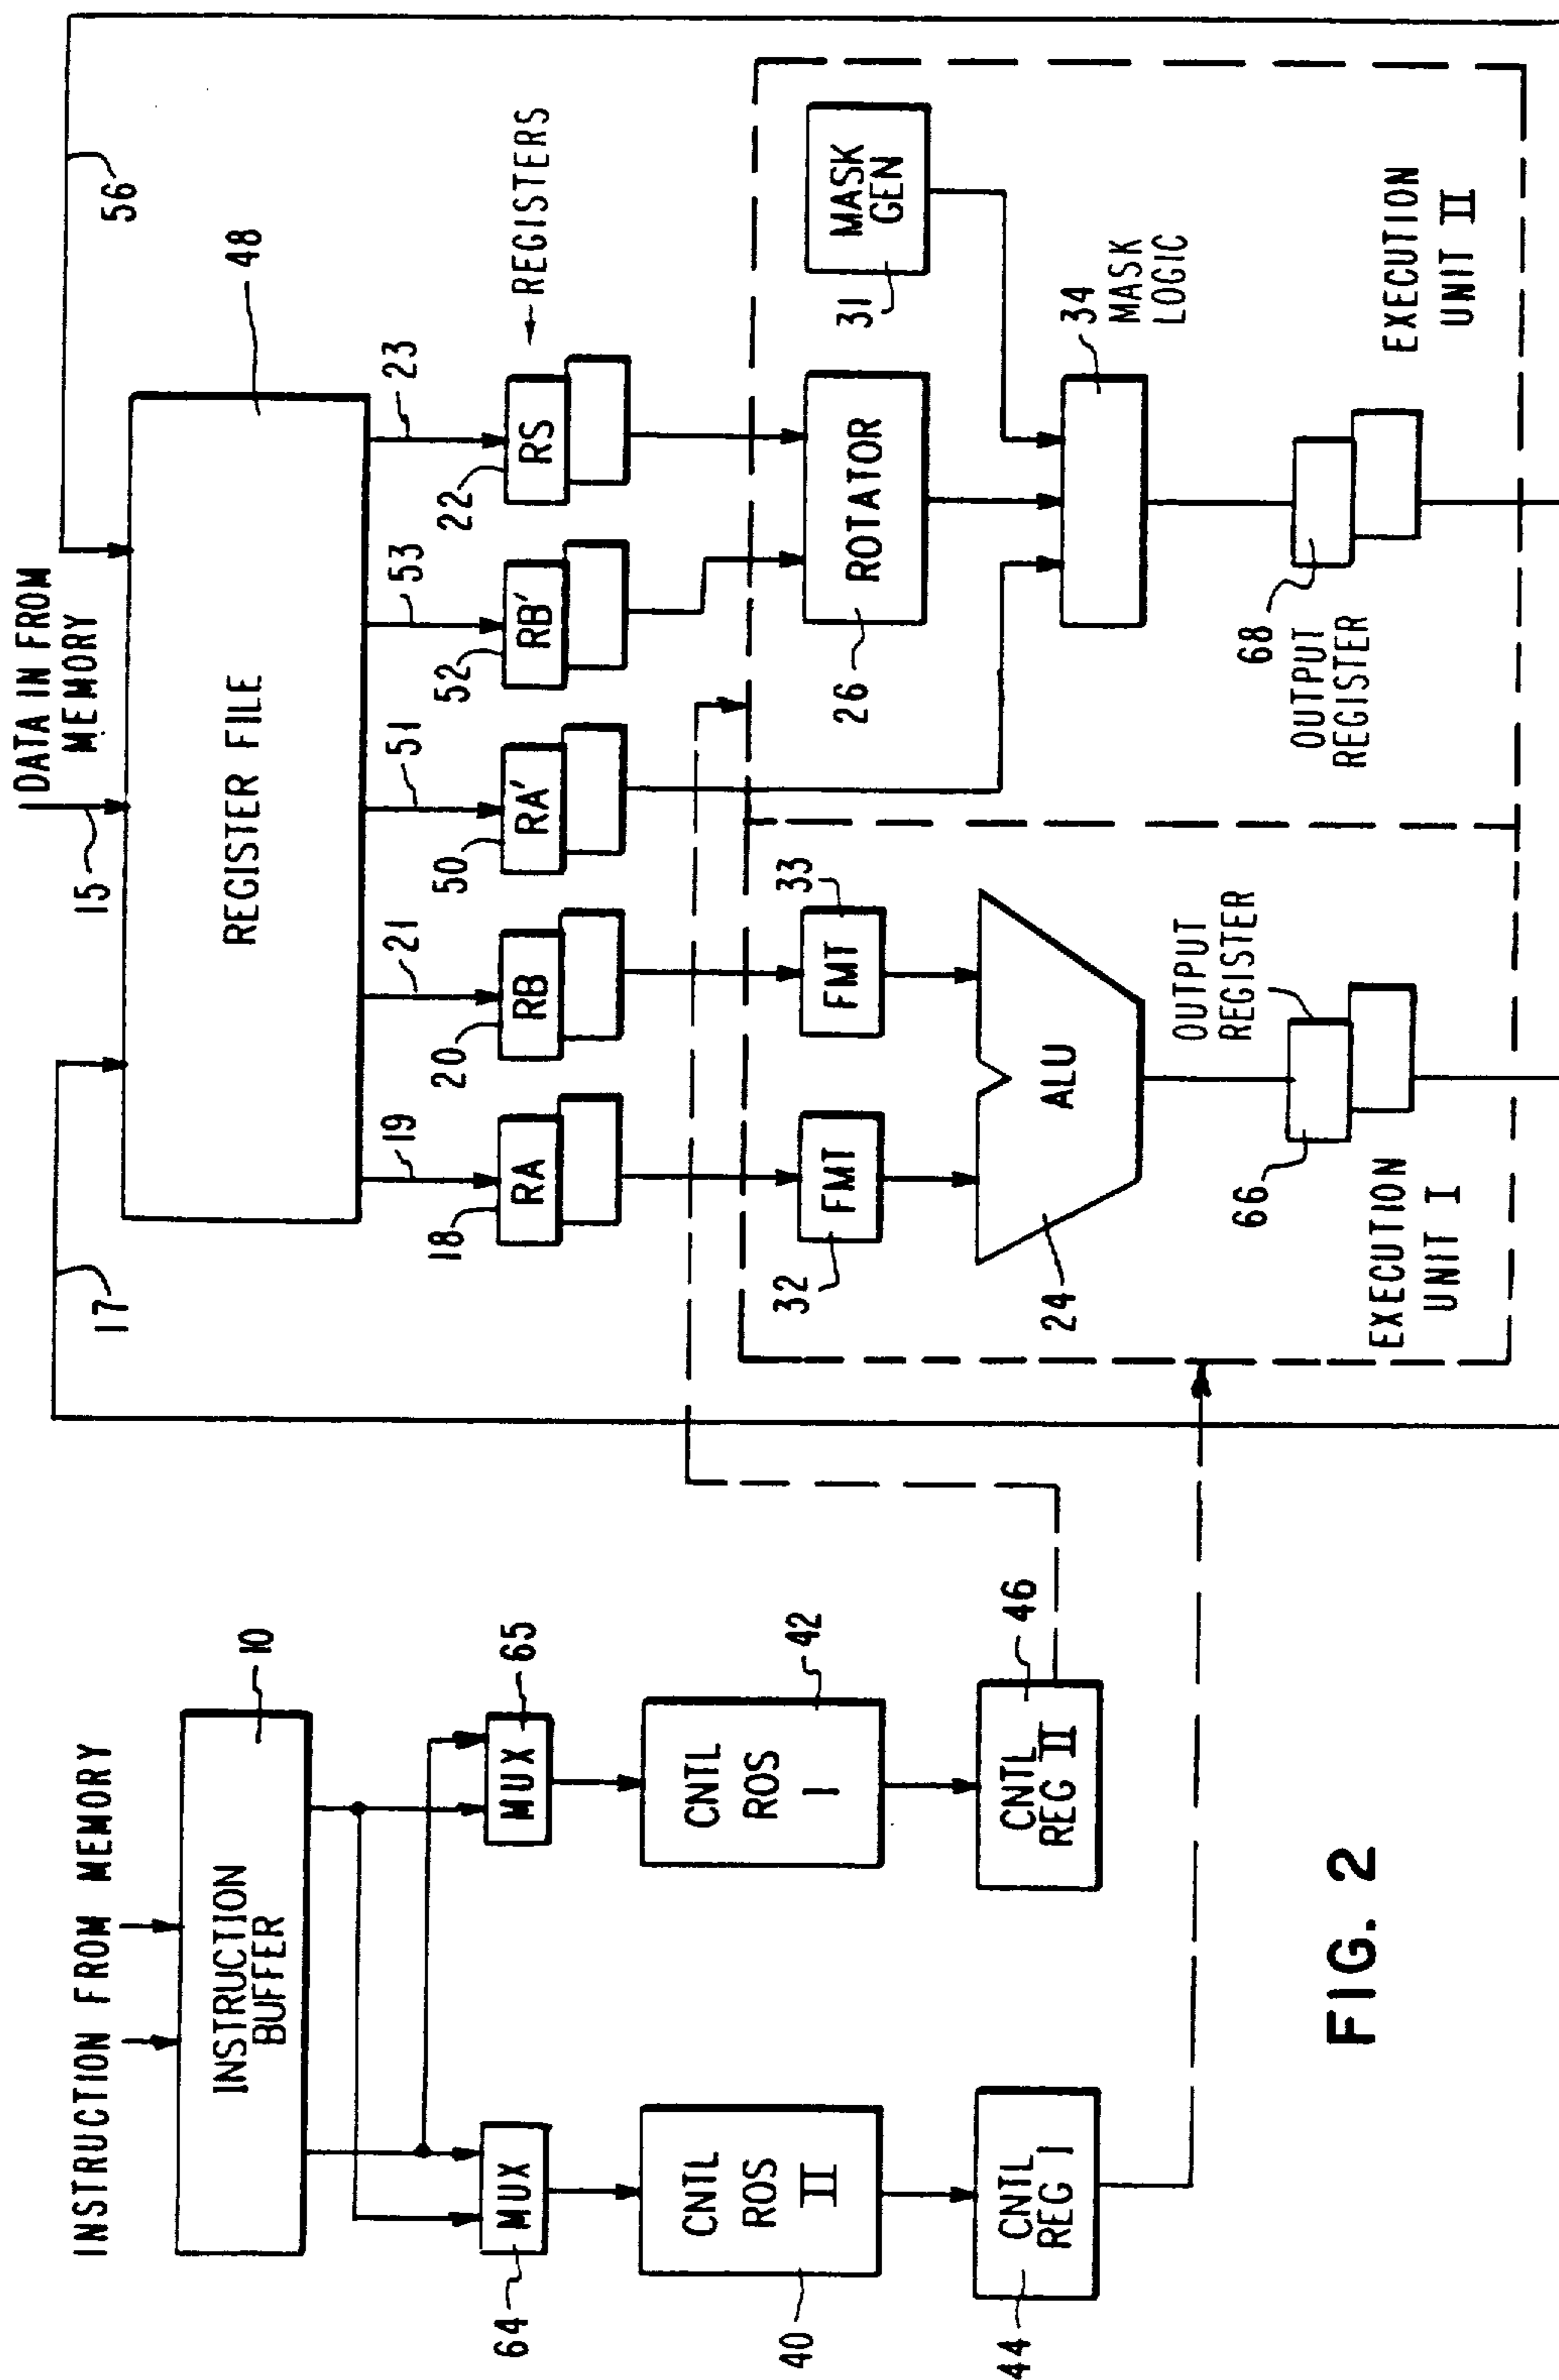 INSTRUCTION FROM MEMORY
INSTRUCTION
BUFFER
10
64
MUX
MUX
65
40
CNTL
ROS
II
CNTL
ROS
I
42
44
CNTL
REG I
CNTL
REG II
46
FIG. 2
17
15
DATA IN FROM
MEMORY
56
REGISTER FILE
48
19
21
51
53
23
18
RA
20
RB
50
RA'
52
RB'
22
RS
REGISTERS
32
FMT
FMT
33
26
ROTATOR
31
MASK
GEN
24
ALU
34
MASK
LOGIC
66
OUTPUT
REGISTER
68
OUTPUT
REGISTER
EXECUTION
UNIT I
EXECUTION
UNIT II